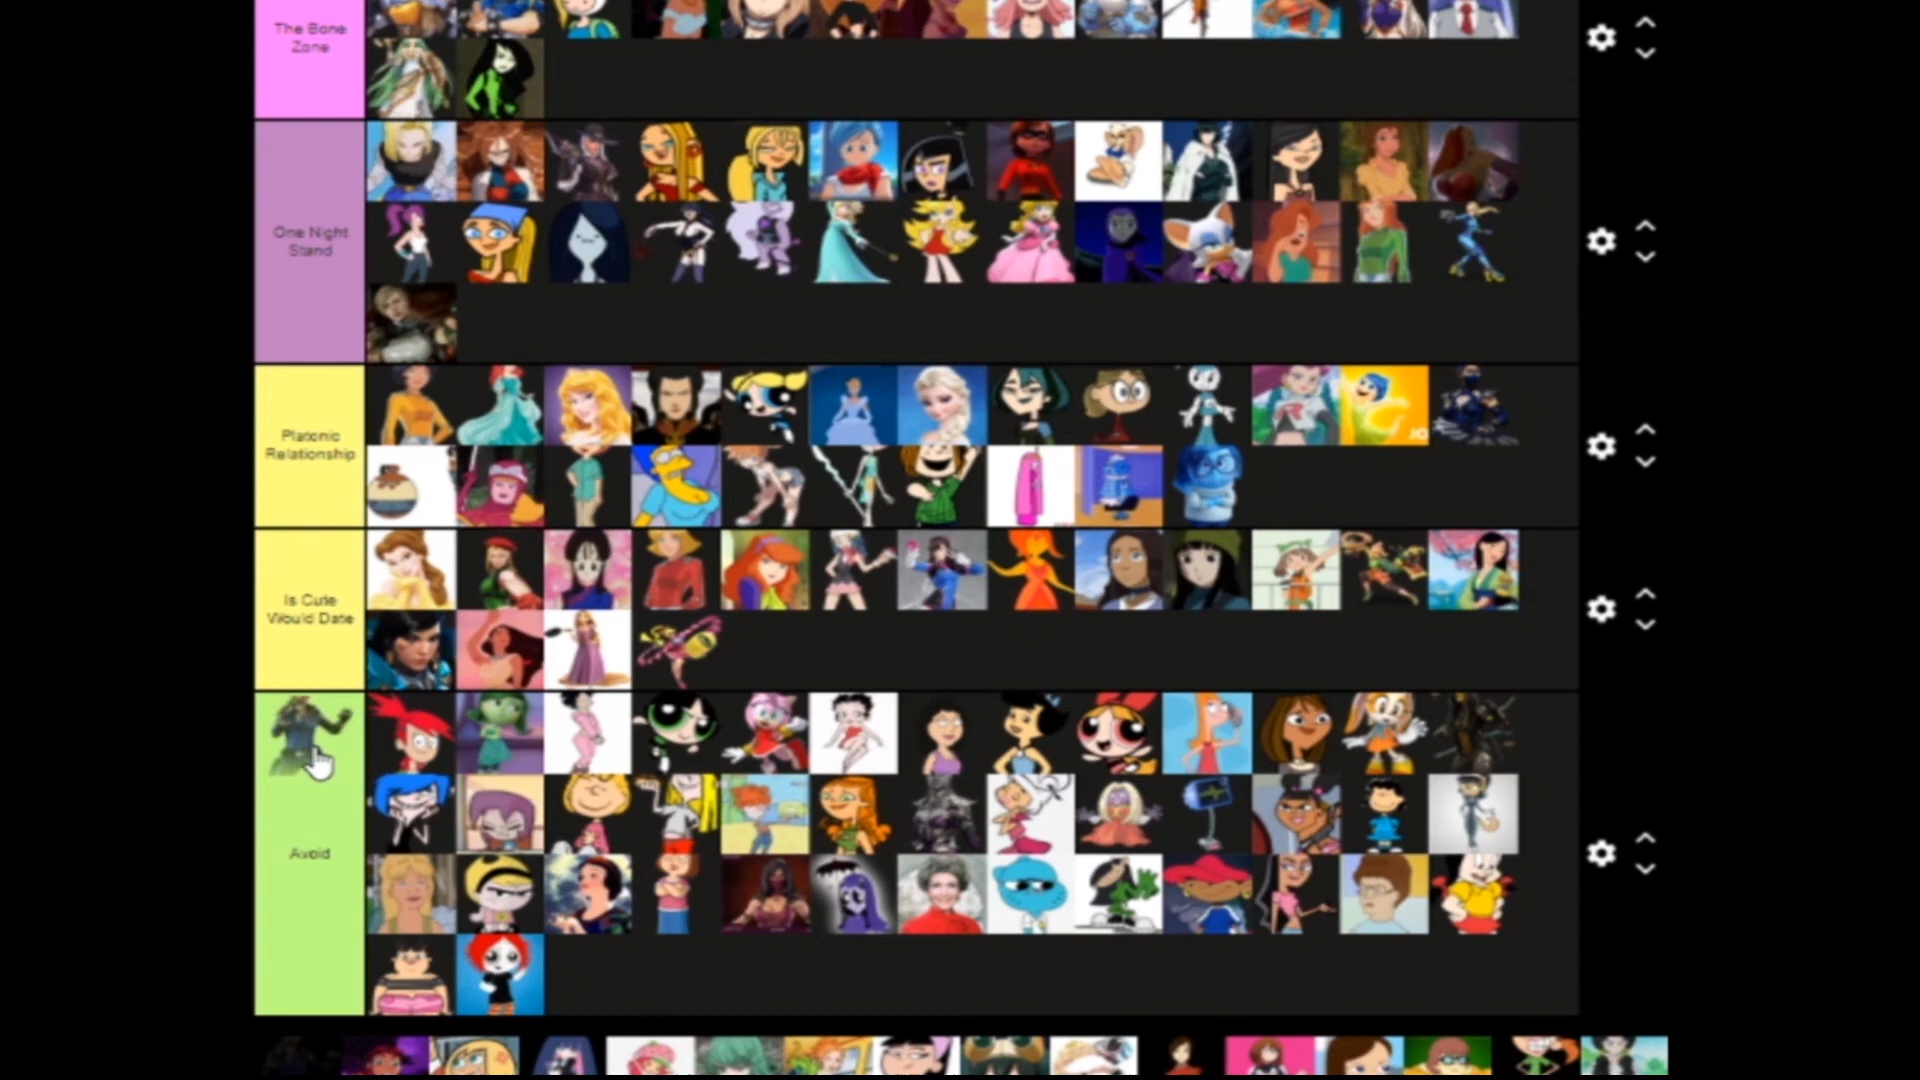 The Bone
Zone
One Night
Stand
Platonic
Relationship
Is Cute
Would Date
Avoid